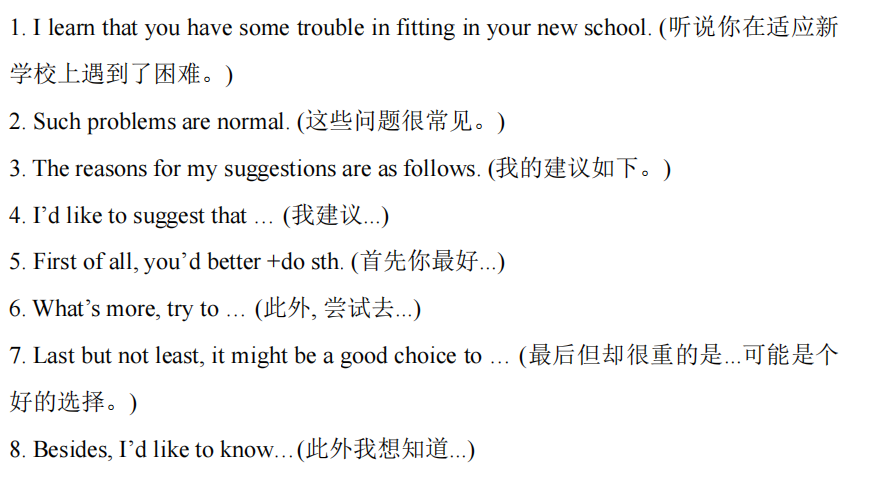 1. I learn that you have some trouble in fitting in your new school. (听说你在适应新
学校上遇到了困难。)
2. Such problems are normal. (这些问题很常见。)
3. The reasons for my suggestions are as follows. (我的建议如下。)
4. I’d like to suggest that … (我建议...)
5. First of all, you’d better +do sth. (首先你最好...)
6. What’s more, try to … (此外, 尝试去...)
7. Last but not least, it might be a good choice to … (最后但却很重的是...可能是个
好的选择。)
8. Besides, I’d like to know…(此外我想知道...)